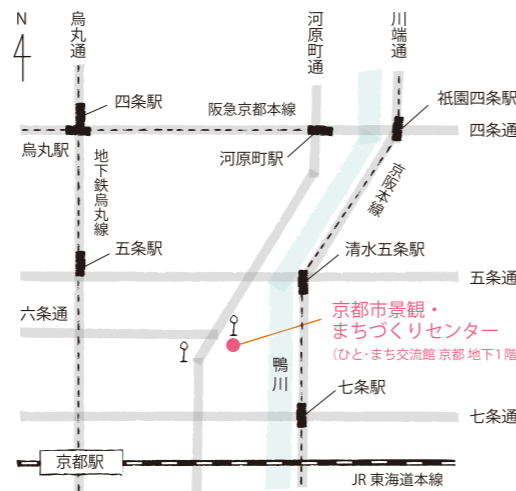 N
烏丸通
河原町通
川端通
四条駅
阪急京都本線
祇園四条駅
四条通
烏丸駅
河原町駅
地下鉄烏丸線
京阪本線
五条駅
清水五条駅
五条通
六条通
京都市景観・
まちづくりセンター
(ひと・まち交流館 京都 地下1階
鴨川
七条駅
七条通
京都駅
JR 東海道本線